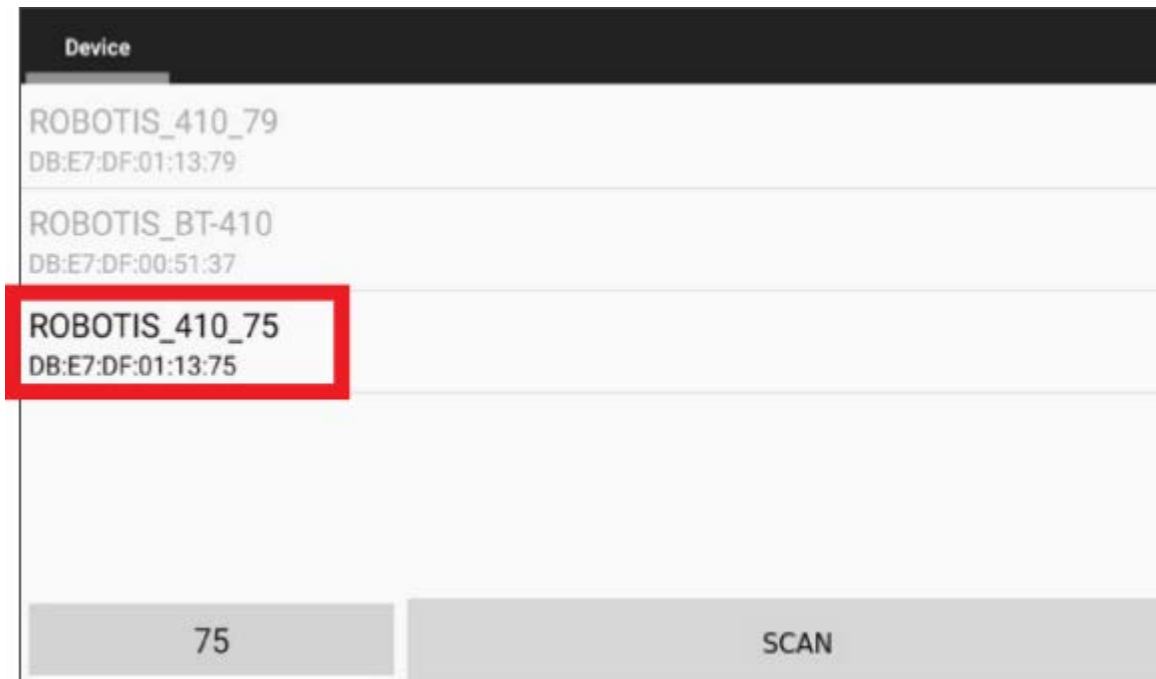 Device
ROBOTIS_410_79
DB:E7:DF:01:13:79
ROBOTIS_BT-410
DB:E7:DF:00:51:37
ROBOTIS_410_75
DB:E7:DF:01:13:75
75
SCAN